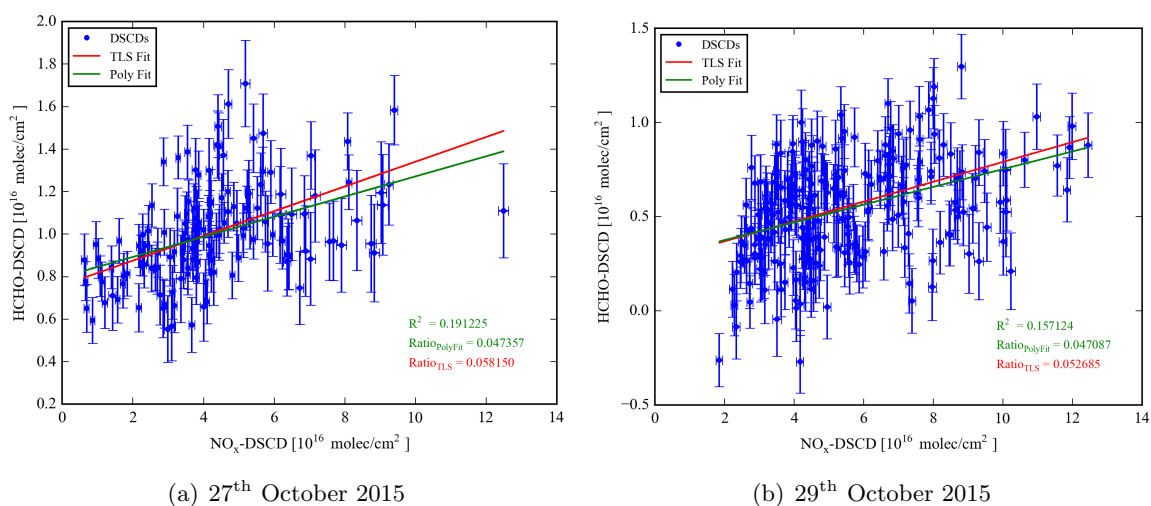 2.0
1.8
1.6
1.4
1.2
1.0
0.8
0.6
0.4
0.2
HCHO-DSCD [10^16 molec/cm^2 ]
DSCDs
TLS Fit
Poly Fit
R^2 = 0.191225
Ratio_PolyFit = 0.047357
Ratio_TLS = 0.058150
0 2 4 6 8 10 12 14
NO_x-DSCD [10^16 molec/cm^2 ]
(a) 27^th October 2015
1.5
1.0
0.5
0.0
−0.5
HCHO-DSCD [10^16 molec/cm^2 ]
DSCDs
TLS Fit
Poly Fit
R^2 = 0.157124
Ratio_PolyFit = 0.047087
Ratio_TLS = 0.052685
0 2 4 6 8 10 12 14
NO_x-DSCD [10^16 molec/cm^2 ]
(b) 29^th October 2015